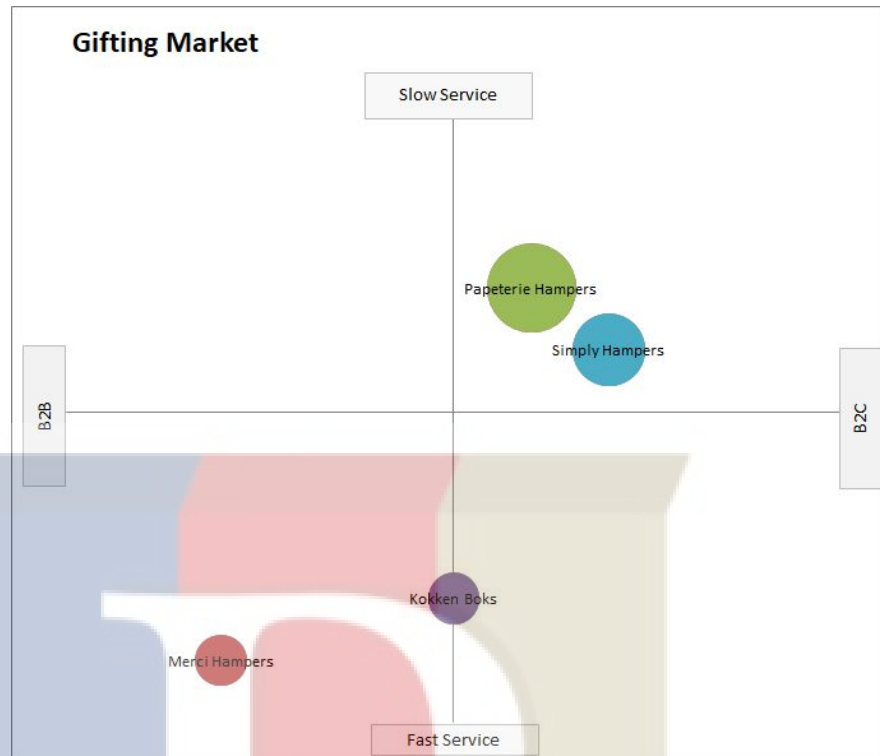 Gifting Market
Slow Service
Papeterie Hampers
Simply Hampers
B2B
B2C
Kokken Boks
Merci Hampers
Fast Service